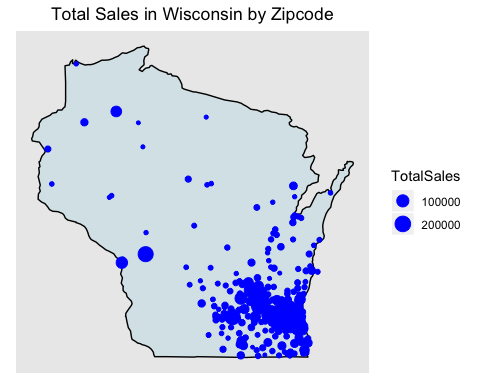 Total Sales in Wisconsin by Zipcode
TotalSales
100000
200000